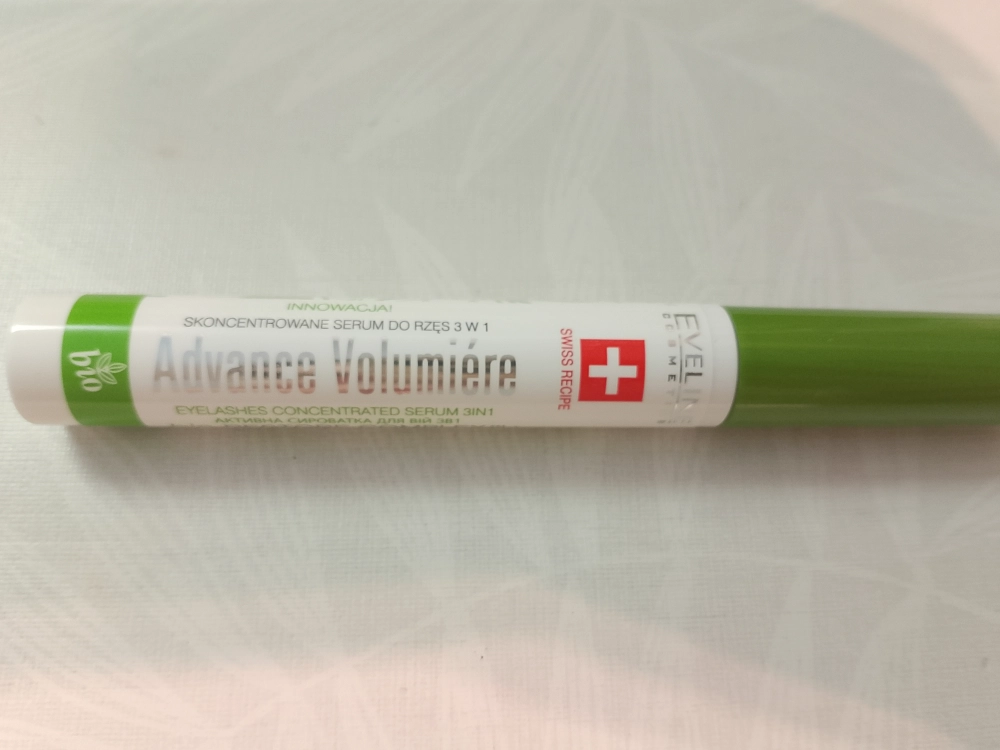 INNOWACJA!
SKONCENTROWANE SERUM DO RZĘS 3 W 1
Advance Volumiére
EYELASHES CONCENTRATED SERUM 3IN1
АКТИВНА СИРОВАТКА ДЛЯ ВІЙ 3В1
bio
SWISS RECIPE
EVELINE
COSMETICS